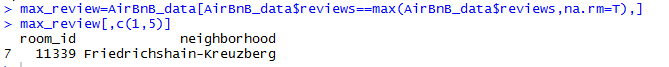 > max_review=AirBnB_data[AirBnB_data$reviews==max(AirBnB_data$reviews,na.rm=T),]
> max_review[,c(1,5)]
room_id neighborhood
7 11339 Friedrichshain-Kreuzberg
>